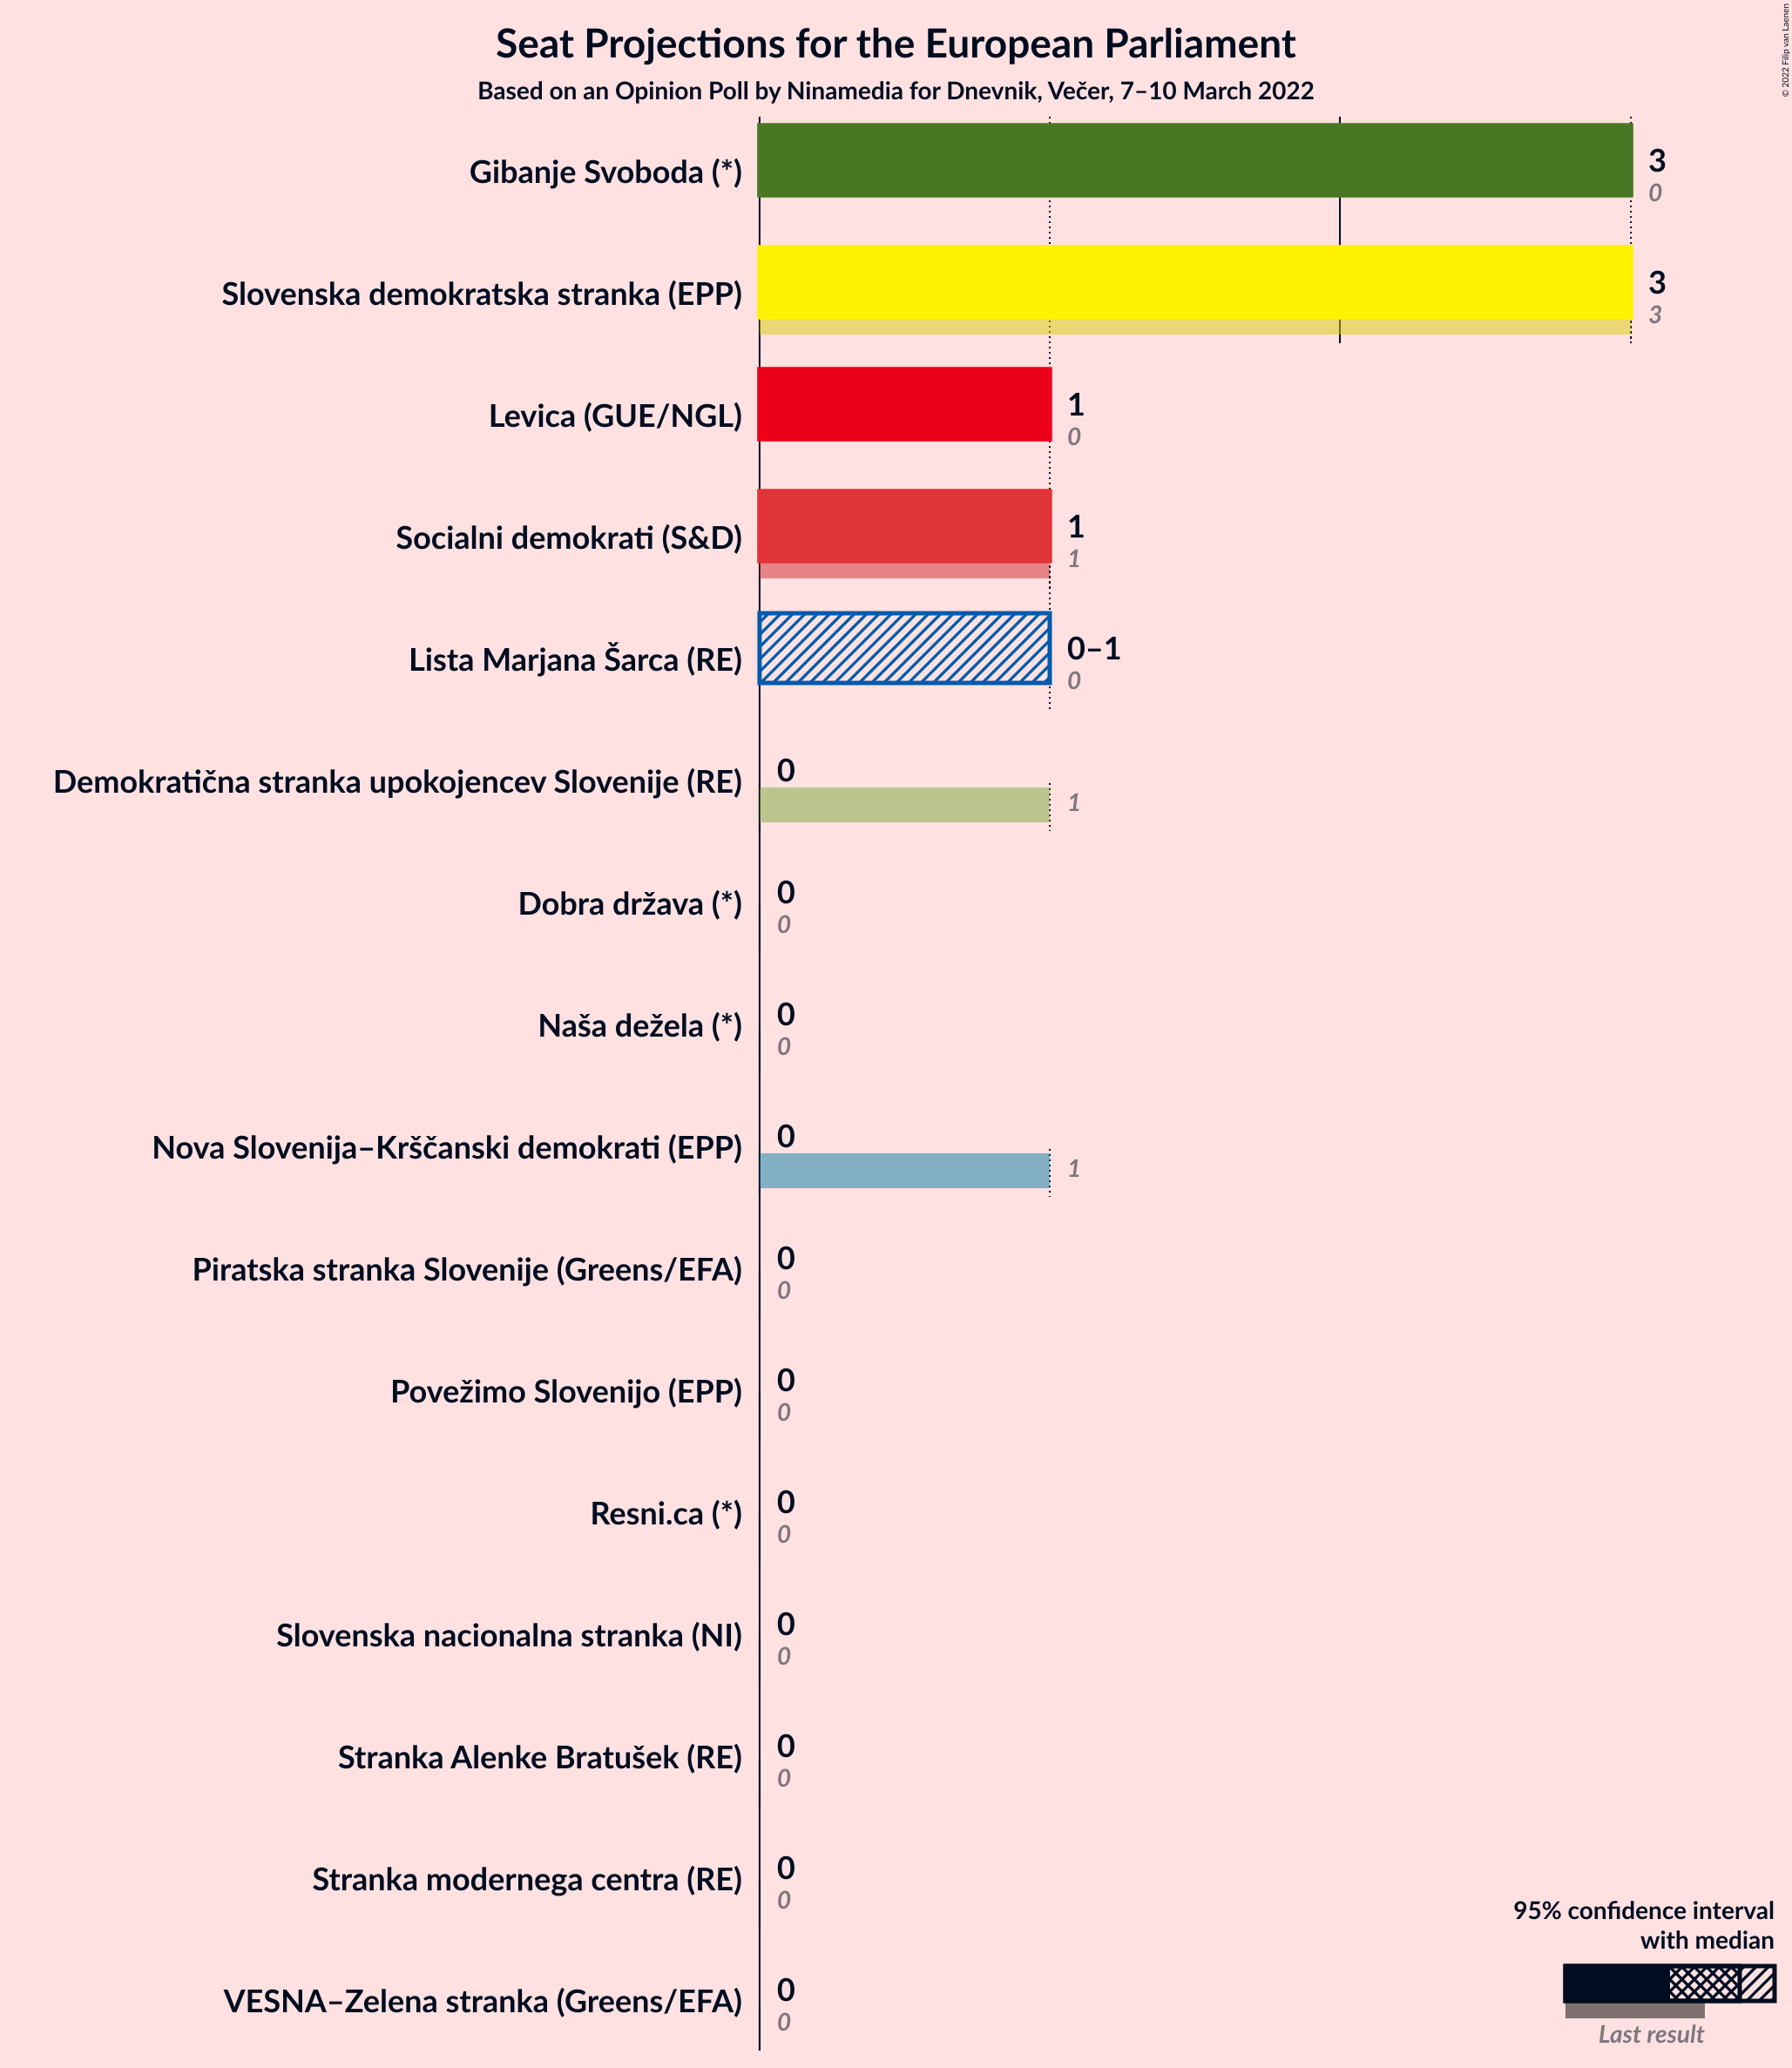 Seat Projections for the European Parliament
Based on an Opinion Poll by Ninamedia for Dnevnik, Večer, 7–10 March 2022
© 2022 Filip van Laenen
Gibanje Svoboda (*)
3
0
Slovenska demokratska stranka (EPP)
3
3
Levica (GUE/NGL)
1
0
Socialni demokrati (S&D)
1
1
Lista Marjana Šarca (RE)
0–1
0
Demokratična stranka upokojencev Slovenije (RE)
0
1
Dobra država (*)
0
0
Naša dežela (*)
0
0
Nova Slovenija–Krščanski demokrati (EPP)
0
1
Piratska stranka Slovenije (Greens/EFA)
0
0
Povežimo Slovenijo (EPP)
0
0
Resni.ca (*)
0
0
Slovenska nacionalna stranka (NI)
0
0
Stranka Alenke Bratušek (RE)
0
0
Stranka modernega centra (RE)
0
0
VESNA–Zelena stranka (Greens/EFA)
0
0
95% confidence interval
with median
Last result